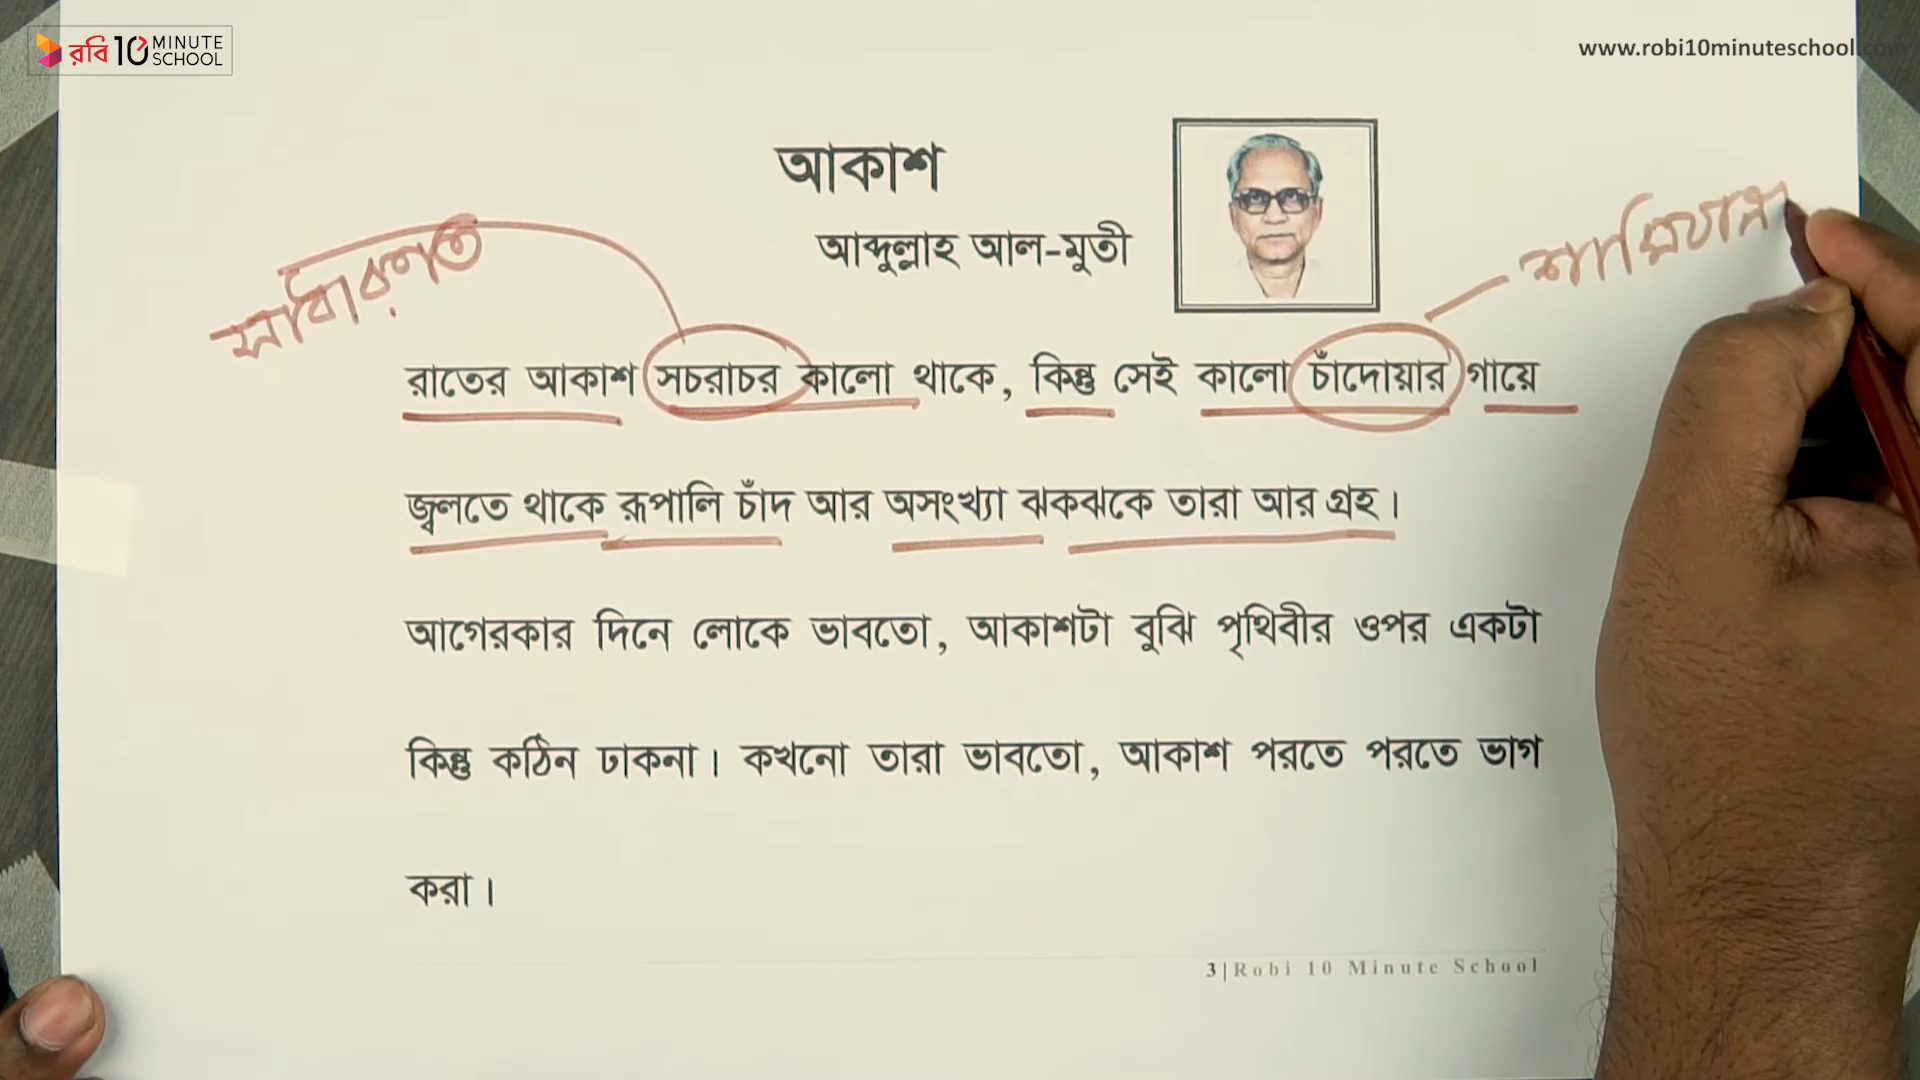 রবি 10 MINUTE SCHOOL
www.robi10minuteschool.com
আকাশ
আব্দুল্লাহ আল-মুতী
সাধারণত
শামিয়ানা
রাতের আকাশ সচরাচর কালো থাকে, কিন্তু সেই কালো চাঁদোয়ার গায়ে
জ্বলতে থাকে রূপালি চাঁদ আর অসংখ্যা ঝকঝকে তারা আর গ্রহ।
আগেরকার দিনে লোকে ভাবতো, আকাশটা বুঝি পৃথিবীর ওপর একটা
কিন্তু কঠিন ঢাকনা। কখনো তারা ভাবতো, আকাশ পরতে পরতে ভাগ
করা।
3|Robi 10 Minute School